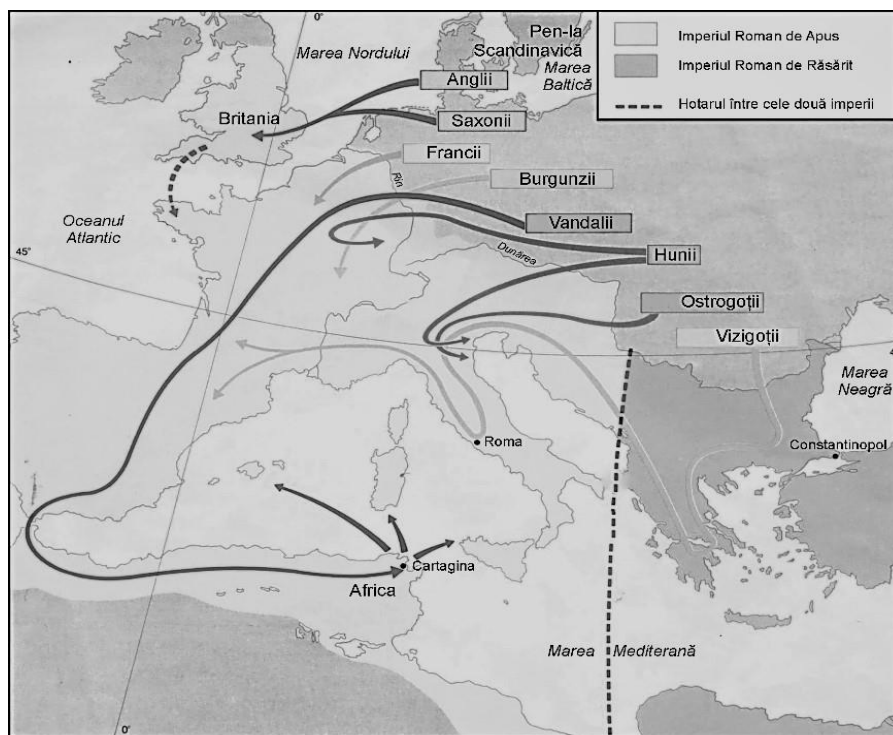 0°
Marea Nordului
Pen-la
Scandinavică
Marea
Baltică
Imperiul Roman de Apus
Imperiul Roman de Răsărit
Hotarul între cele două imperii
Anglii
Britania
Saxonii
Francii
Rin
Burgunzii
Oceanul
Atlantic
Vandalii
45°
Dunărea
Hunii
Ostrogoții
Vizigoții
4
Marea
Neagră
Roma
Constantinopol
Cartagina
Africa
Marea
Mediterană
0°